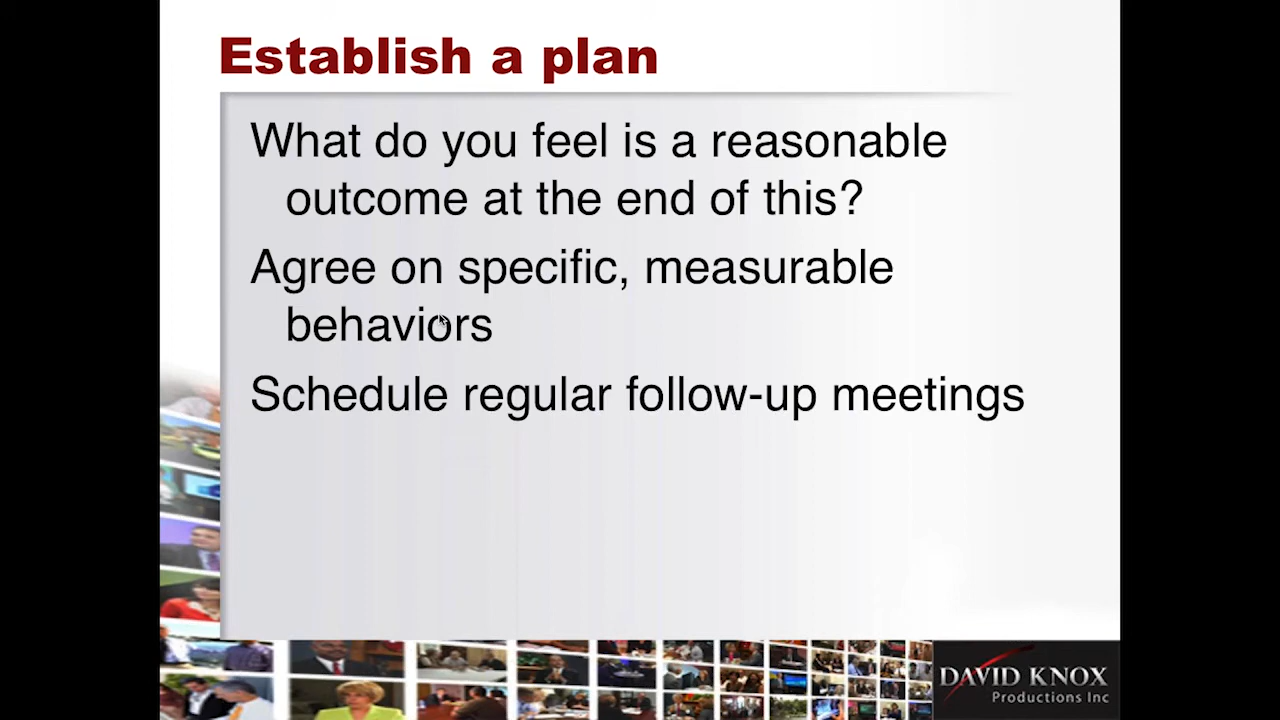 Establish a plan
What do you feel is a reasonable
outcome at the end of this?
Agree on specific, measurable
behaviors
Schedule regular follow-up meetings
DAVID KNOX
Productions Inc